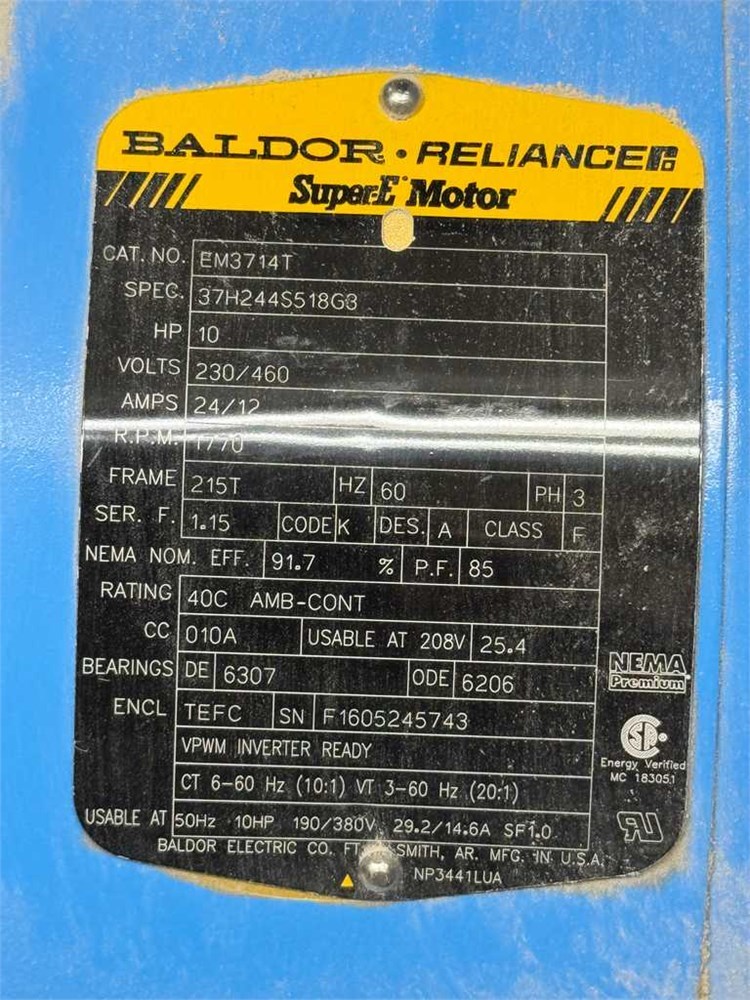 BALDOR • RELIANCE
Super-E Motor
CAT. NO. EM3714T
SPEC. 37H244S518G3
HP 10
VOLTS 230/460
AMPS 24/12
R.P.M. 1770
FRAME 215T HZ 60 PH 3
SER. F. 1.15 CODE K DES. A CLASS F
NEMA NOM. EFF. 91.7 % P.F. 85
RATING 40C AMB-CONT
CC 010A USABLE AT 208V 25.4
BEARINGS DE 6307 ODE 6206
ENCL TEFC SN F1605245743
VPWM INVERTER READY
CT 6-60 Hz (10:1) VT 3-60 Hz (20:1)
USABLE AT 50Hz 10HP 190/380V 29.2/14.6A SF1.0
BALDOR ELECTRIC CO. SMITH, AR. MFG. IN U.S.A.
NP3441LUA
NEMA
Premium
Energy Verified
MC 18305.1